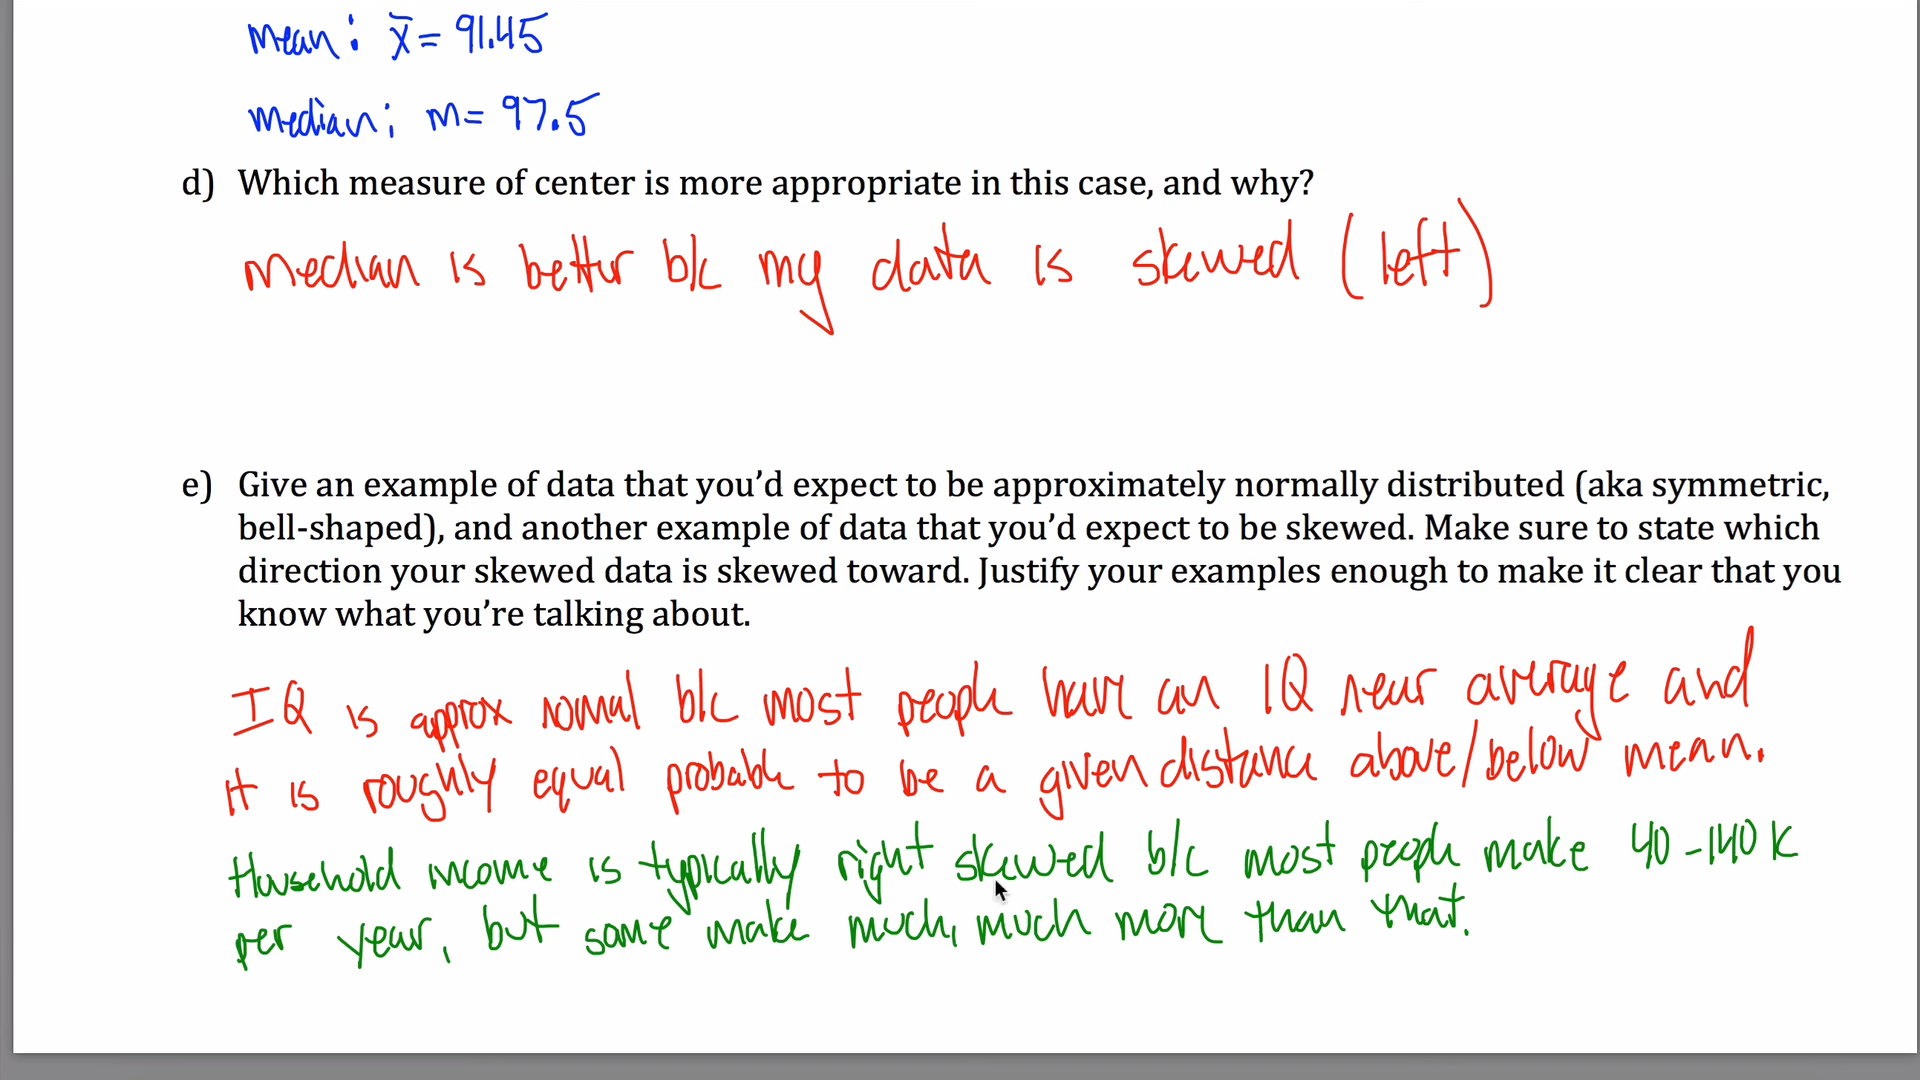 mean: x̄ = 91.45
median: m = 97.5
d) Which measure of center is more appropriate in this case, and why?
Median is better b/c my data is skewed (left)
e) Give an example of data that you’d expect to be approximately normally distributed (aka symmetric,
bell-shaped), and another example of data that you’d expect to be skewed. Make sure to state which
direction your skewed data is skewed toward. Justify your examples enough to make it clear that you
know what you’re talking about.
IQ is approx normal b/c most people have an IQ near average and
it is roughly equal probable to be a given distance above/below mean.
Household income is typically right skewed b/c most people make 40-140K
per year, but some make much, much more than that.